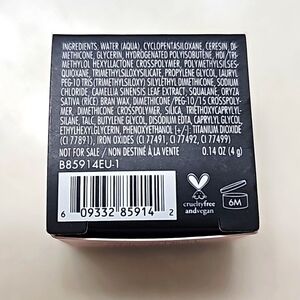 INGREDIENTS: WATER (AQUA), CYCLOPENTASILOXANE, CERESIN, DI-
METHICONE, GLYCERIN, HYDROGENATED POLYISOBUTENE, HDI/TRI-
METHYLOL HEXYLLACTONE CROSSPOLYMER, POLYMETHYLSILSES-
QUIOXANE, TRIMETHYLSILOXYSILICATE, PROPYLENE GLYCOL, LAURYL
PEG-10 TRIS(TRIMETHYLSILOXY)SILYLETHYL DIMETHICONE, SODIUM
CHLORIDE, CAMELLIA SINENSIS LEAF EXTRACT, SQUALANE, ORYZA
SATIVA (RICE) BRAN WAX, DIMETHICONE/PEG-10/15 CROSSPOLY-
MER, DIMETHICONE CROSSPOLYMER, SILICA, TRIETHOXYCAPRYLYL-
SILANE, TALC, BUTYLENE GLYCOL, DISODIUM EDTA, CAPRYLYL GLYCOL,
ETHYLHEXYLGLYCERIN, PHENOXYETHANOL [+/-]: TITANIUM DIOXIDE
(CI 77891), IRON OXIDES (CI 77491, CI 77492, CI 77499)
NOT FOR SALE / NON DESTINÉ À LA VENTE 0.14 OZ (4 g)
B85914EU-1
6 09332 85914 2
crueltyfree
andvegan
6M